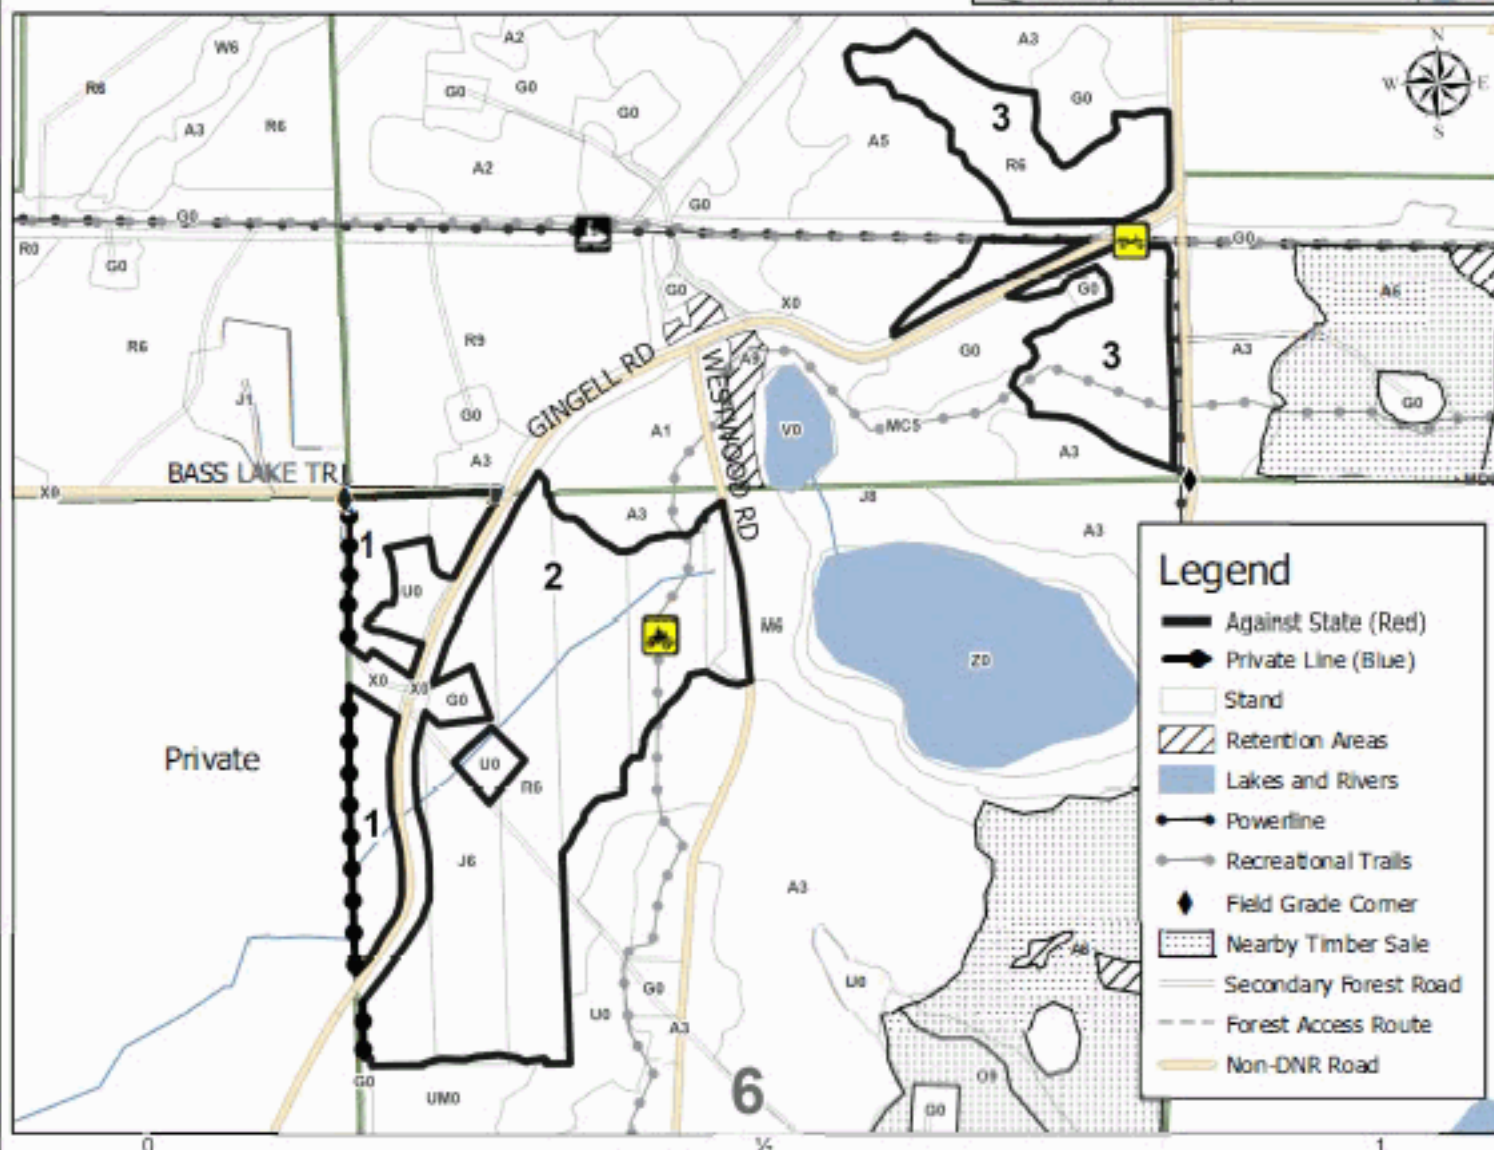 A2
A3
N
W6
R6
G0
G0
G0
G0
3
W
E
A3
R6
A5
S
A2
R6
G0
G0
R0
G0
G0
G0
G0
A6
X0
R6
R9
A3
G0
3
GINGELL RD
WESTWOOD RD
A9
J1
G0
G0
A1
V0
MC5
A3
A3
BASS LAKE TRL
X0
J8
A3
A3
1
2
Legend
U0
Against State (Red)
M6
Private Line (Blue)
Z0
X0
X0
G0
Stand
Retention Areas
Private
U0
R6
Lakes and Rivers
1
Powerline
J6
Recreational Trails
A3
Field Grade Corner
A6
Nearby Timber Sale
U0
G0
Secondary Forest Road
U0
A3
Forest Access Route
Non-DNR Road
G0
O9
UM0
6
G0
0
½
1